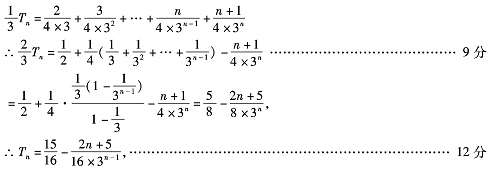 $\frac{1}{3}T_n=\frac{2}{4\times3}+\frac{3}{4\times3^2}+\cdots+\frac{n}{4\times3^{n-1}}+\frac{n+1}{4\times3^n}$
$\therefore\frac{2}{3}T_n=\frac{1}{2}+\frac{1}{4}(\frac{1}{3}+\frac{1}{3^2}+\cdots+\frac{1}{3^{n-1}})-\frac{n+1}{4\times3^n}$ ………………………………… 9 分
$=\frac{1}{2}+\frac{1}{4}\cdot\frac{\frac{1}{3}(1-\frac{1}{3^{n-1}})}{1-\frac{1}{3}}-\frac{n+1}{4\times3^n}=\frac{5}{8}-\frac{2n+5}{8\times3^n},$
$\therefore T_n=\frac{15}{16}-\frac{2n+5}{16\times3^{n-1}},$ ………………………………………………………… 12 分